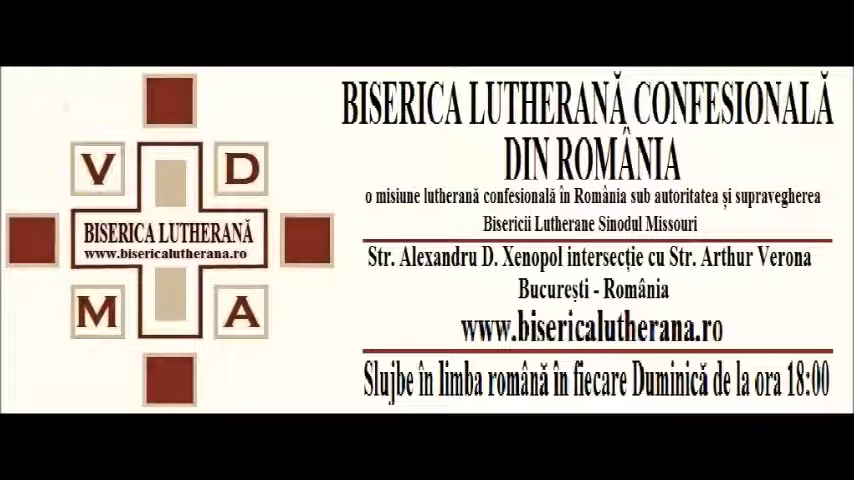 V D
BISERICA LUTHERANĂ
www.bisericalutherana.ro
M A
BISERICA LUTHERANĂ CONFESIONALĂ
DIN ROMÂNIA
o misiune lutherană confesională în România sub autoritatea și supravegherea
Bisericii Lutherane Sinodul Missouri
Str. Alexandru D. Xenopol intersecție cu Str. Arthur Verona
București - România
www.bisericalutherana.ro
Slujbe în limba română în fiecare Duminică de la ora 18:00